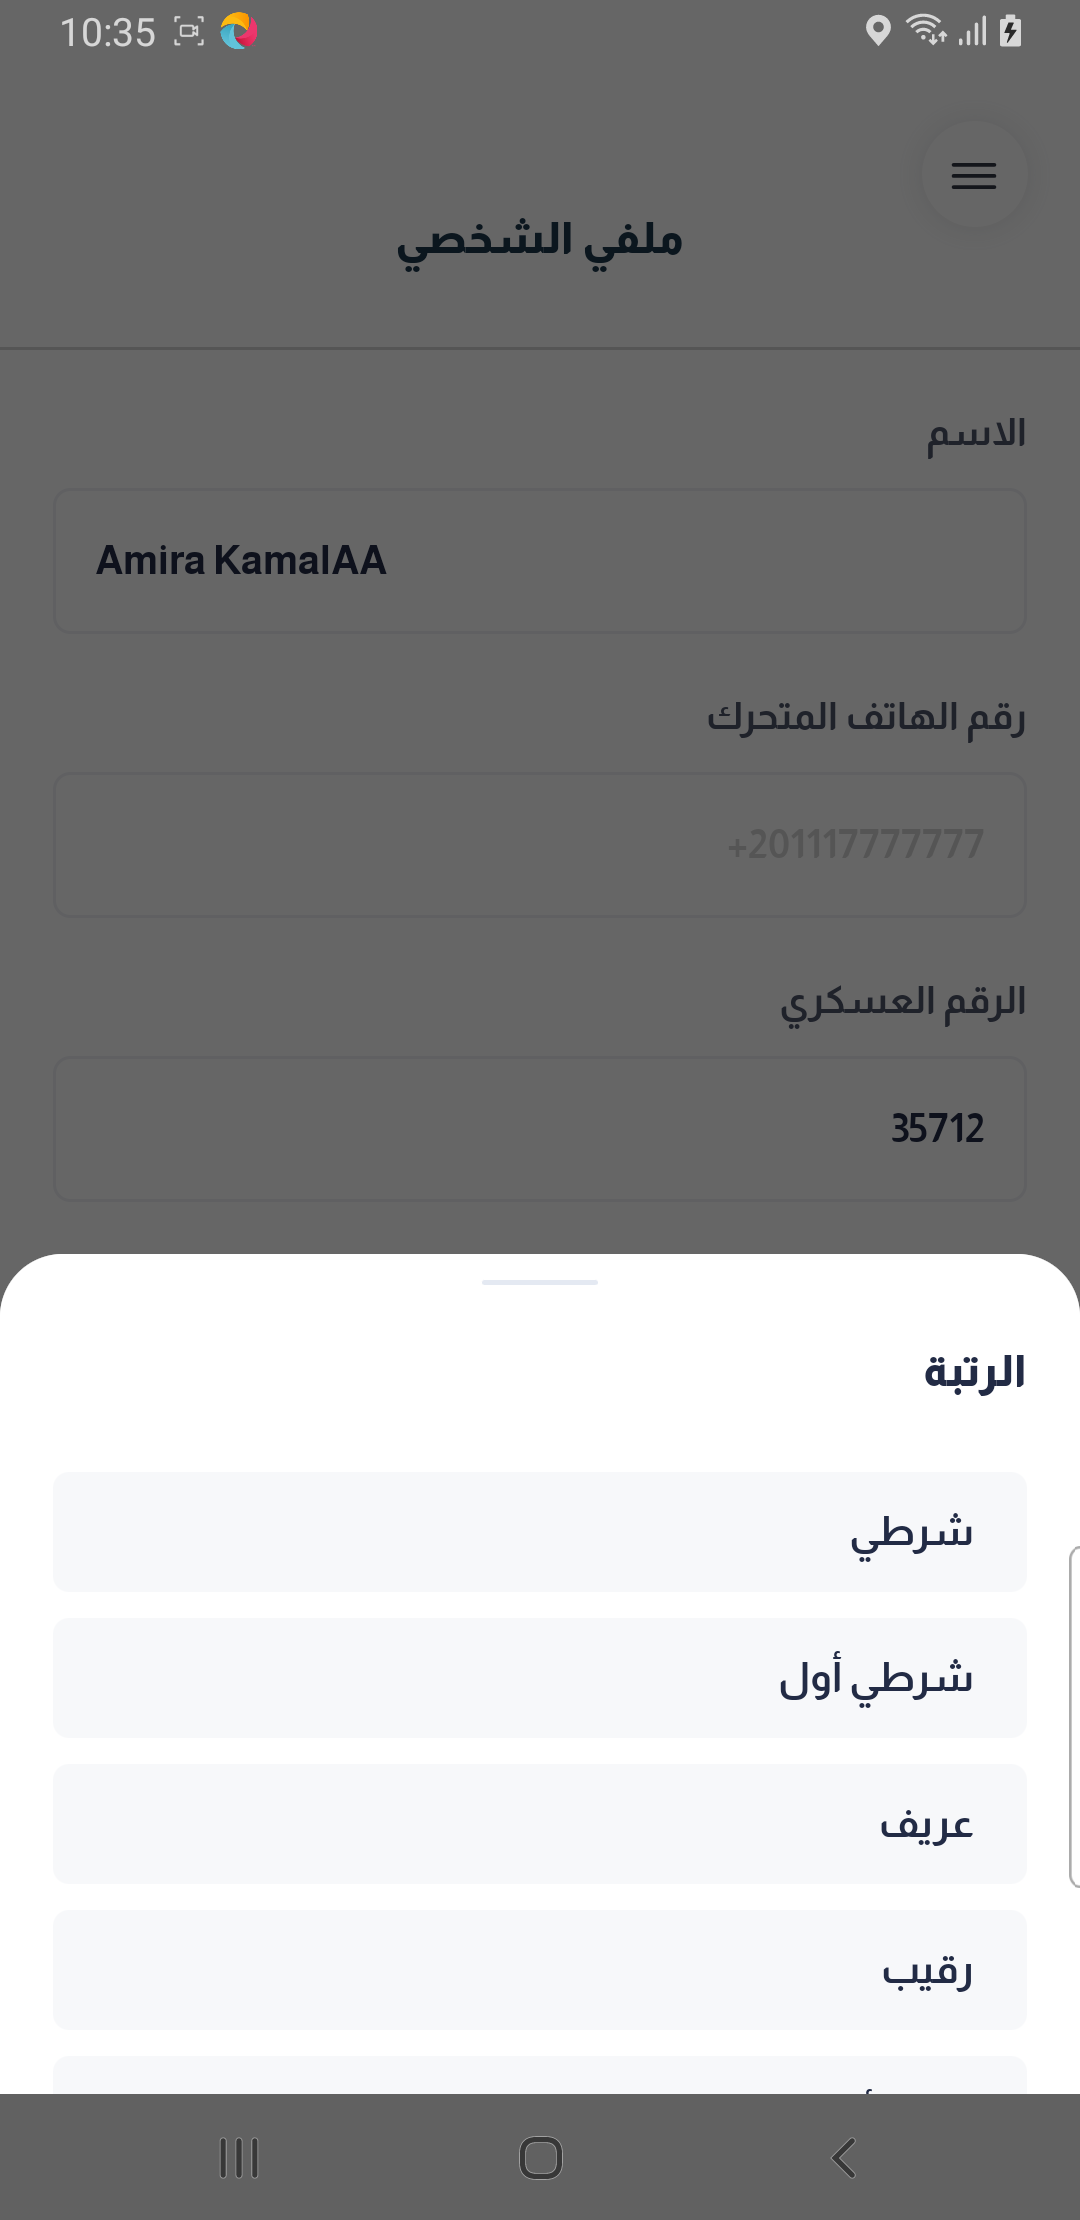 10:35
ملفي الشخصي
الاسم
Amira KamalAA
رقم الهاتف المتحرك
+201117777777
الرقم العسكري
35712
الرتبة
شرطي
شرطي أول
عريف
رقيب